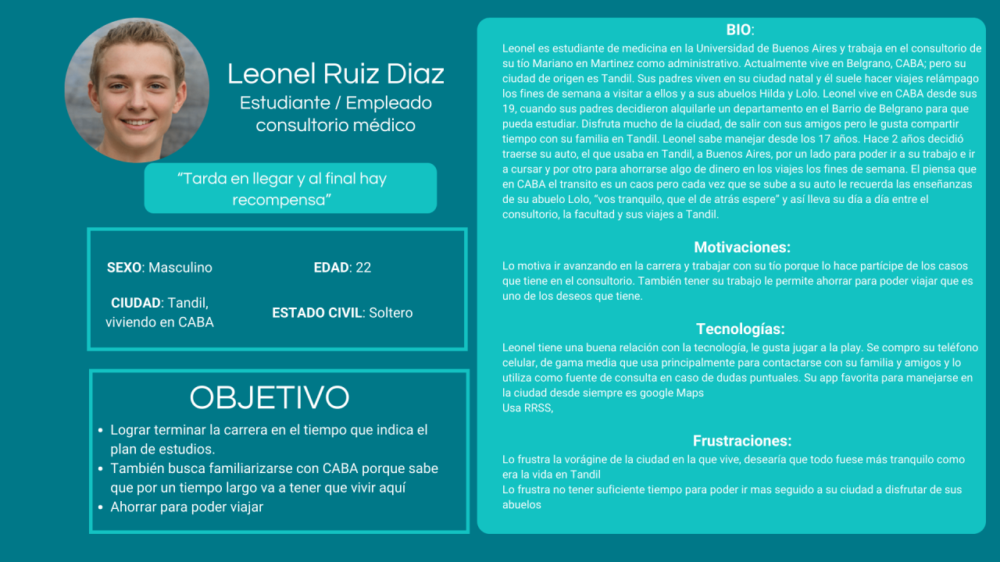 Leonel Ruiz Diaz
Estudiante / Empleado
consultorio médico
“Tarda en llegar y al final hay
recompensa”
SEXO: Masculino
EDAD: 22
CIUDAD: Tandil,
viviendo en CABA
ESTADO CIVIL: Soltero
OBJETIVO
• Lograr terminar la carrera en el tiempo que indica el
plan de estudios.
• También busca familiarizarse con CABA porque sabe
que por un tiempo largo va a tener que vivir aquí
• Ahorrar para poder viajar
BIO:
Leonel es estudiante de medicina en la Universidad de Buenos Aires y trabaja en el consultorio de
su tío Mariano en Martinez como administrativo. Actualmente vive en Belgrano, CABA; pero su
ciudad de origen es Tandil. Sus padres viven en su ciudad natal y él suele hacer viajes relámpago
los fines de semana a visitar a ellos y a sus abuelos Hilda y Lolo. Leonel vive en CABA desde sus
19, cuando sus padres decidieron alquilarle un departamento en el Barrio de Belgrano para que
pueda estudiar. Disfruta mucho de la ciudad, de salir con sus amigos pero le gusta compartir
tiempo con su familia en Tandil. Leonel sabe manejar desde los 17 años. Hace 2 años decidió
traerse su auto, el que usaba en Tandil, a Buenos Aires, por un lado para poder ir a su trabajo e ir
a cursar y por otro para ahorrarse algo de dinero en los viajes los fines de semana. El piensa que
en CABA el transito es un caos pero cada vez que se sube a su auto le recuerda las enseñanzas
de su abuelo Lolo, “vos tranquilo, que el de atrás espere” y así lleva su día a día entre el
consultorio, la facultad y sus viajes a Tandil.
Motivaciones:
Lo motiva ir avanzando en la carrera y trabajar con su tío porque lo hace partícipe de los casos
que tiene en el consultorio. También tener su trabajo le permite ahorrar para poder viajar que es
uno de los deseos que tiene.
Tecnologías:
Leonel tiene una buena relación con la tecnología, le gusta jugar a la play. Se compro su teléfono
celular, de gama media que usa principalmente para contactarse con su familia y amigos y lo
utiliza como fuente de consulta en caso de dudas puntuales. Su app favorita para manejarse en
la ciudad desde siempre es google Maps
Usa RRSS,
Frustraciones:
Lo frustra la vorágine de la ciudad en la que vive, desearía que todo fuese más tranquilo como
era la vida en Tandil
Lo frustra no tener suficiente tiempo para poder ir mas seguido a su ciudad a disfrutar de sus
abuelos